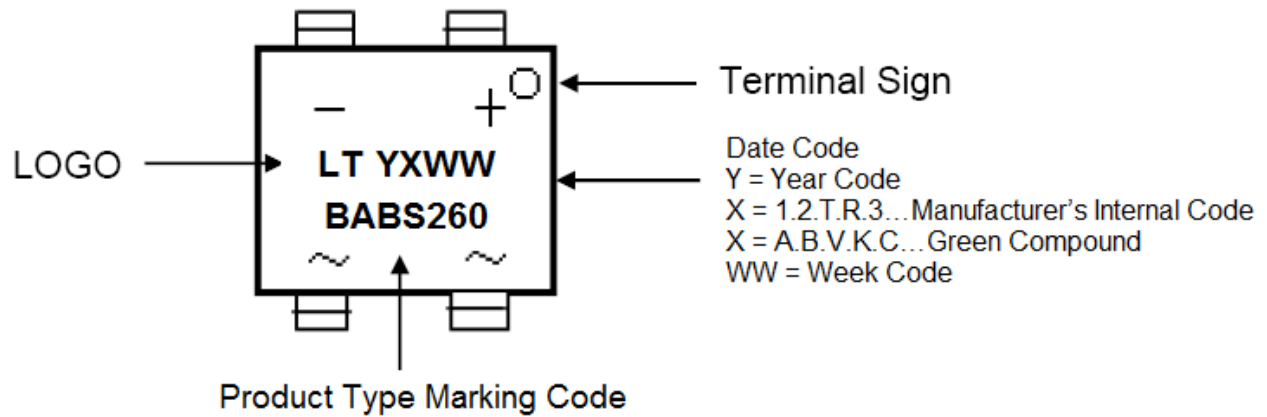 − +
Terminal Sign
LOGO
LT YXWW
BABS260
~ ~
Date Code
Y = Year Code
X = 1.2.T.R.3...Manufacturer's Internal Code
X = A.B.V.K.C...Green Compound
WW = Week Code
Product Type Marking Code